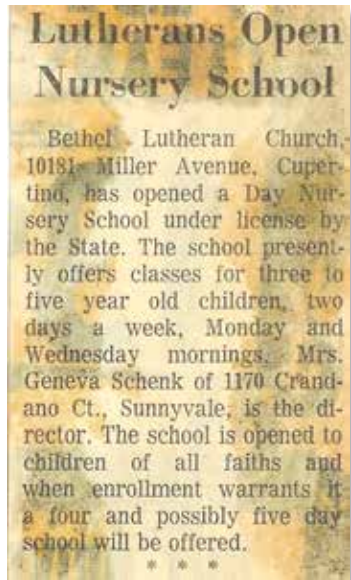 Lutherans Open
Nursery School
Bethel Lutheran Church,
10181 Miller Avenue, Cuper-
tino, has opened a Day Nur-
sery School under license by
the State. The school present-
ly offers classes for three to
five year old children, two
days a week, Monday and
Wednesday mornings. Mrs.
Geneva Schenk of 1170 Crand-
ano Ct., Sunnyvale, is the di-
rector. The school is opened to
children of all faiths and
when enrollment warrants it
a four and possibly five day
school will be offered.
* * *